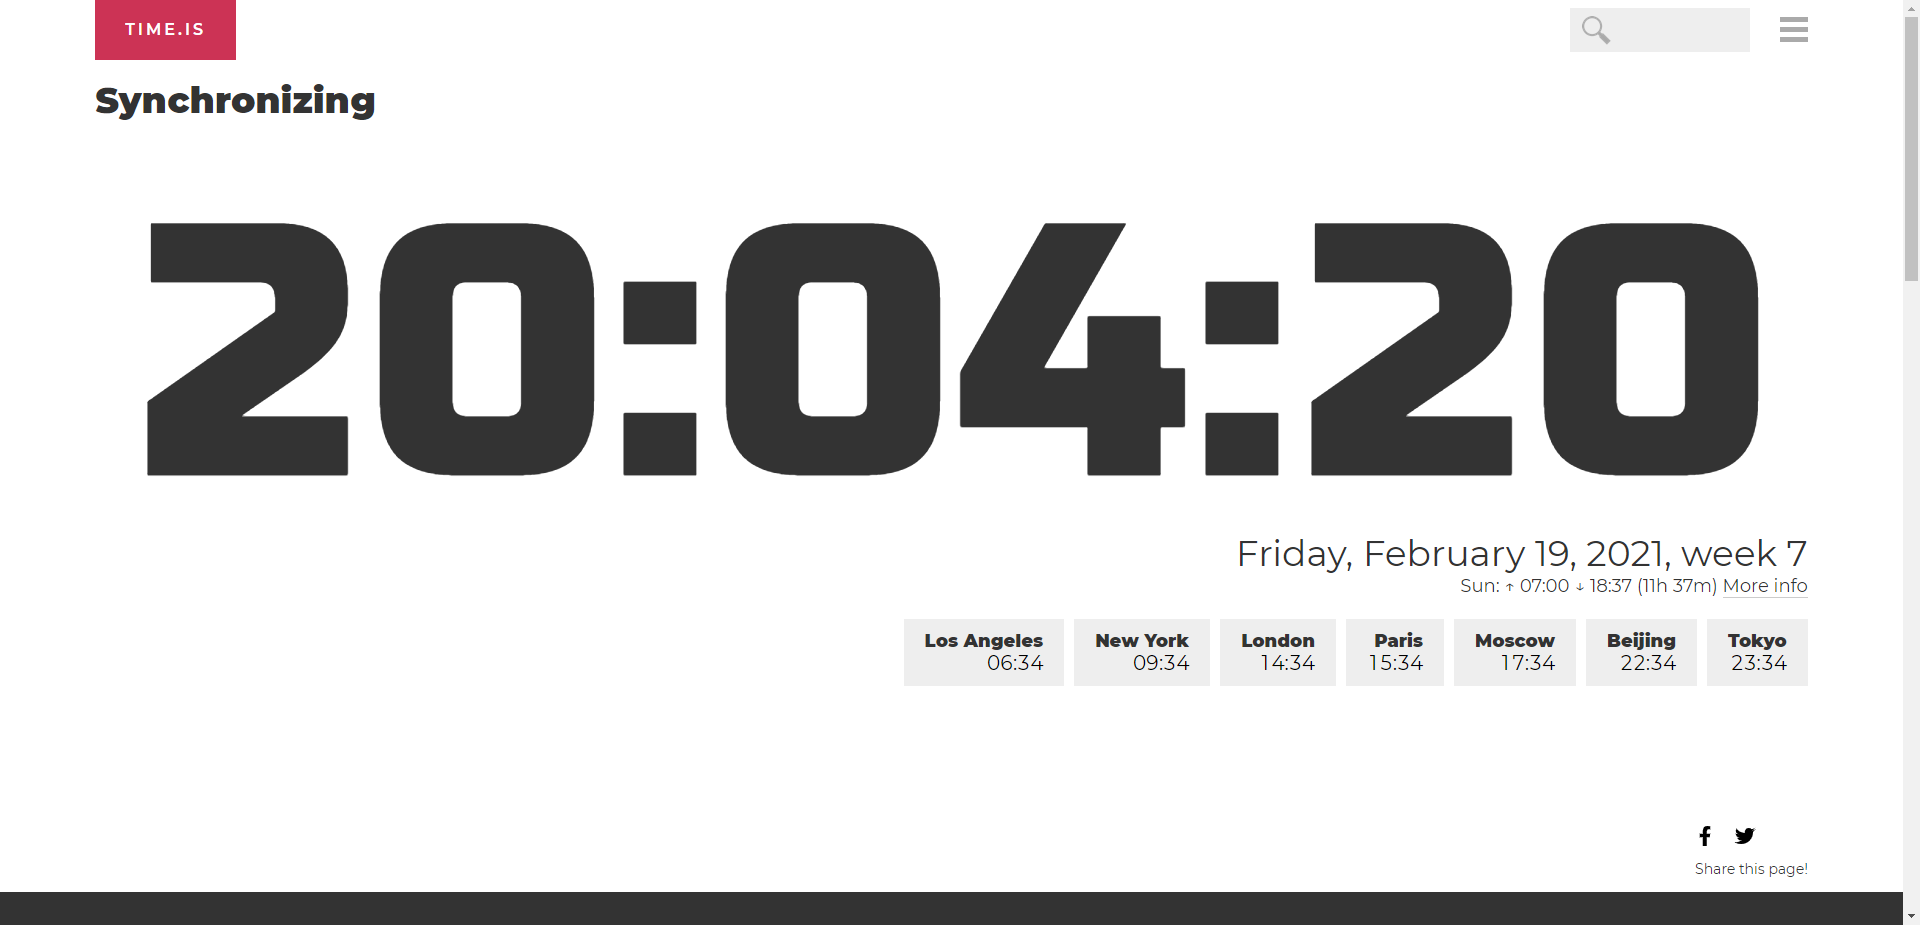 TIME.IS
Synchronizing
20:04:20
Friday, February 19, 2021, week 7
Sun: ↑ 07:00 ↓ 18:37 (11h 37m) More info
Los Angeles New York London Paris Moscow Beijing Tokyo
06:34 09:34 14:34 15:34 17:34 22:34 23:34
Share this page!